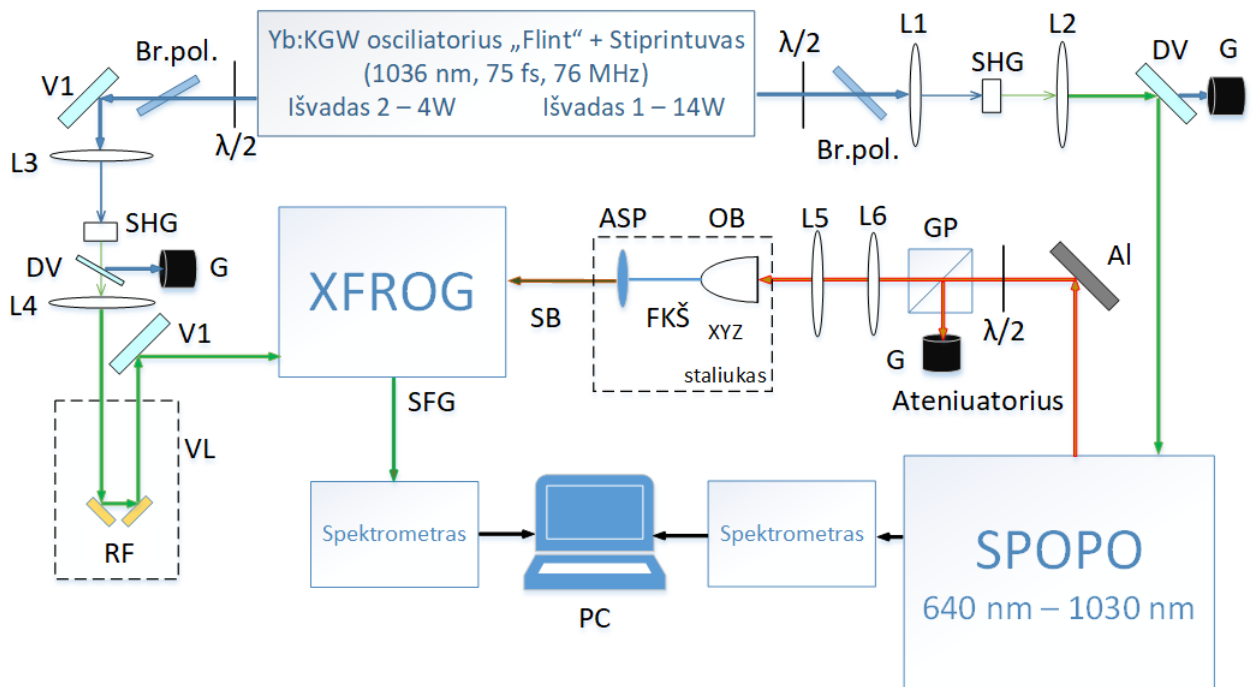 Yb:KGW osciliatorius „Flint“ + Stiprintuvas
(1036 nm, 75 fs, 76 MHz)
Išvadas 2 – 4W Išvadas 1 – 14W
Br.pol.
V1
λ/2
L3
SHG
DV
G
L4
V1
VL
RF
λ/2
Br.pol.
L1
SHG
L2
DV
G
XFROG
SB
ASP
FKŠ
OB
XYZ
staliukas
L5
L6
GP
G
λ/2
Al
Ateniuatorius
SFG
Spektrometras
PC
Spektrometras
SPOPO
640 nm – 1030 nm